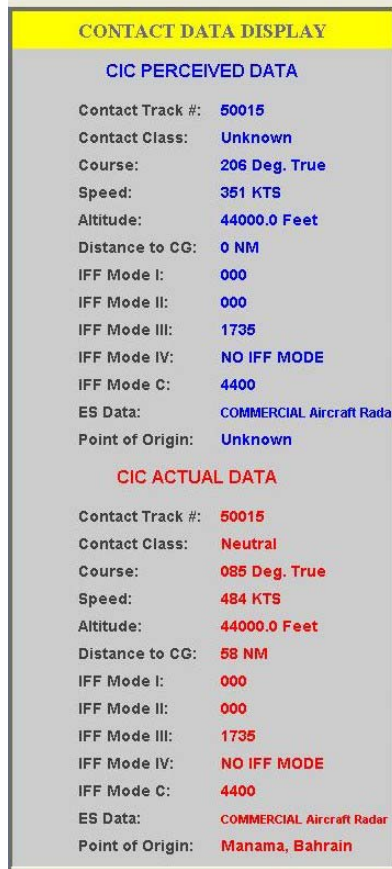 CONTACT DATA DISPLAY
CIC PERCEIVED DATA
Contact Track #: 50015
Contact Class: Unknown
Course: 206 Deg. True
Speed: 351 KTS
Altitude: 44000.0 Feet
Distance to CG: 0 NM
IFF Mode I: 000
IFF Mode II: 000
IFF Mode III: 1735
IFF Mode IV: NO IFF MODE
IFF Mode C: 4400
ES Data: COMMERCIAL Aircraft Radar
Point of Origin: Unknown
CIC ACTUAL DATA
Contact Track #: 50015
Contact Class: Neutral
Course: 085 Deg. True
Speed: 484 KTS
Altitude: 44000.0 Feet
Distance to CG: 58 NM
IFF Mode I: 000
IFF Mode II: 000
IFF Mode III: 1735
IFF Mode IV: NO IFF MODE
IFF Mode C: 4400
ES Data: COMMERCIAL Aircraft Radar
Point of Origin: Manama, Bahrain